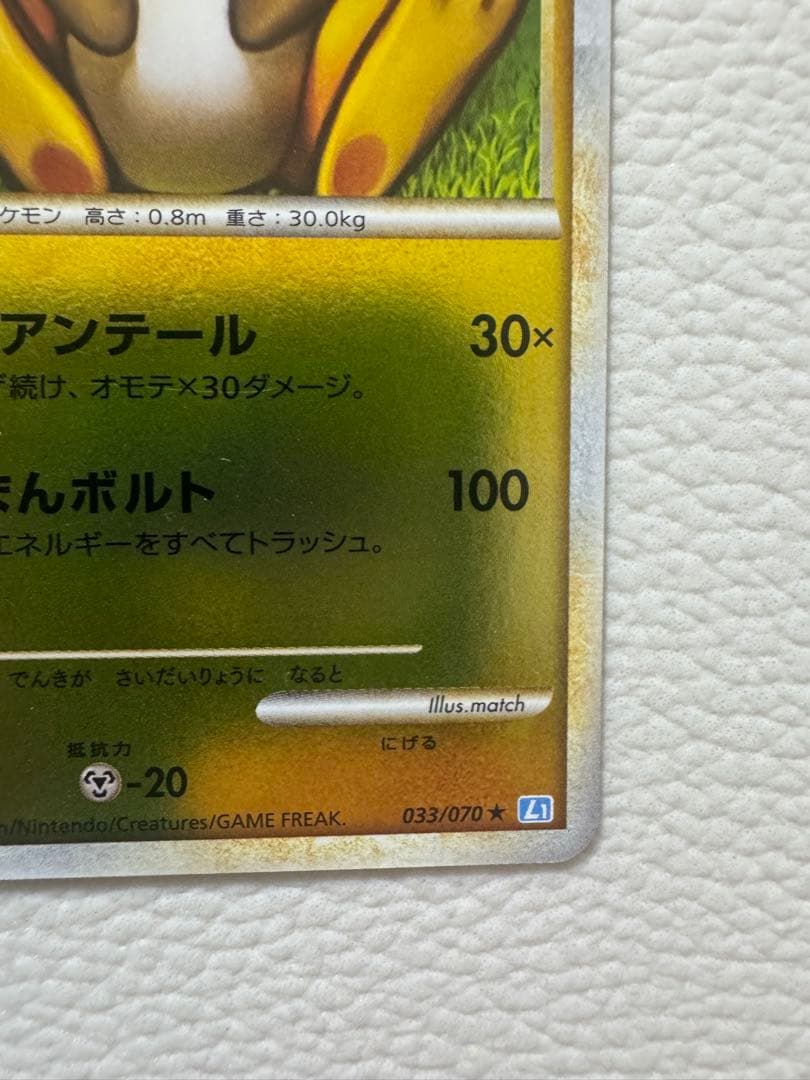 ケモン 高さ：0.8m 重さ：30.0kg
アンテール 30×
続け、オモテ×30ダメージ。
まんボルト 100
エネルギーをすべてトラッシュ。
でんきが さいだいりょうに なると
Illus.match
抵抗力 にげる
-20
/Nintendo/Creatures/GAME FREAK. 033/070 ★ L1